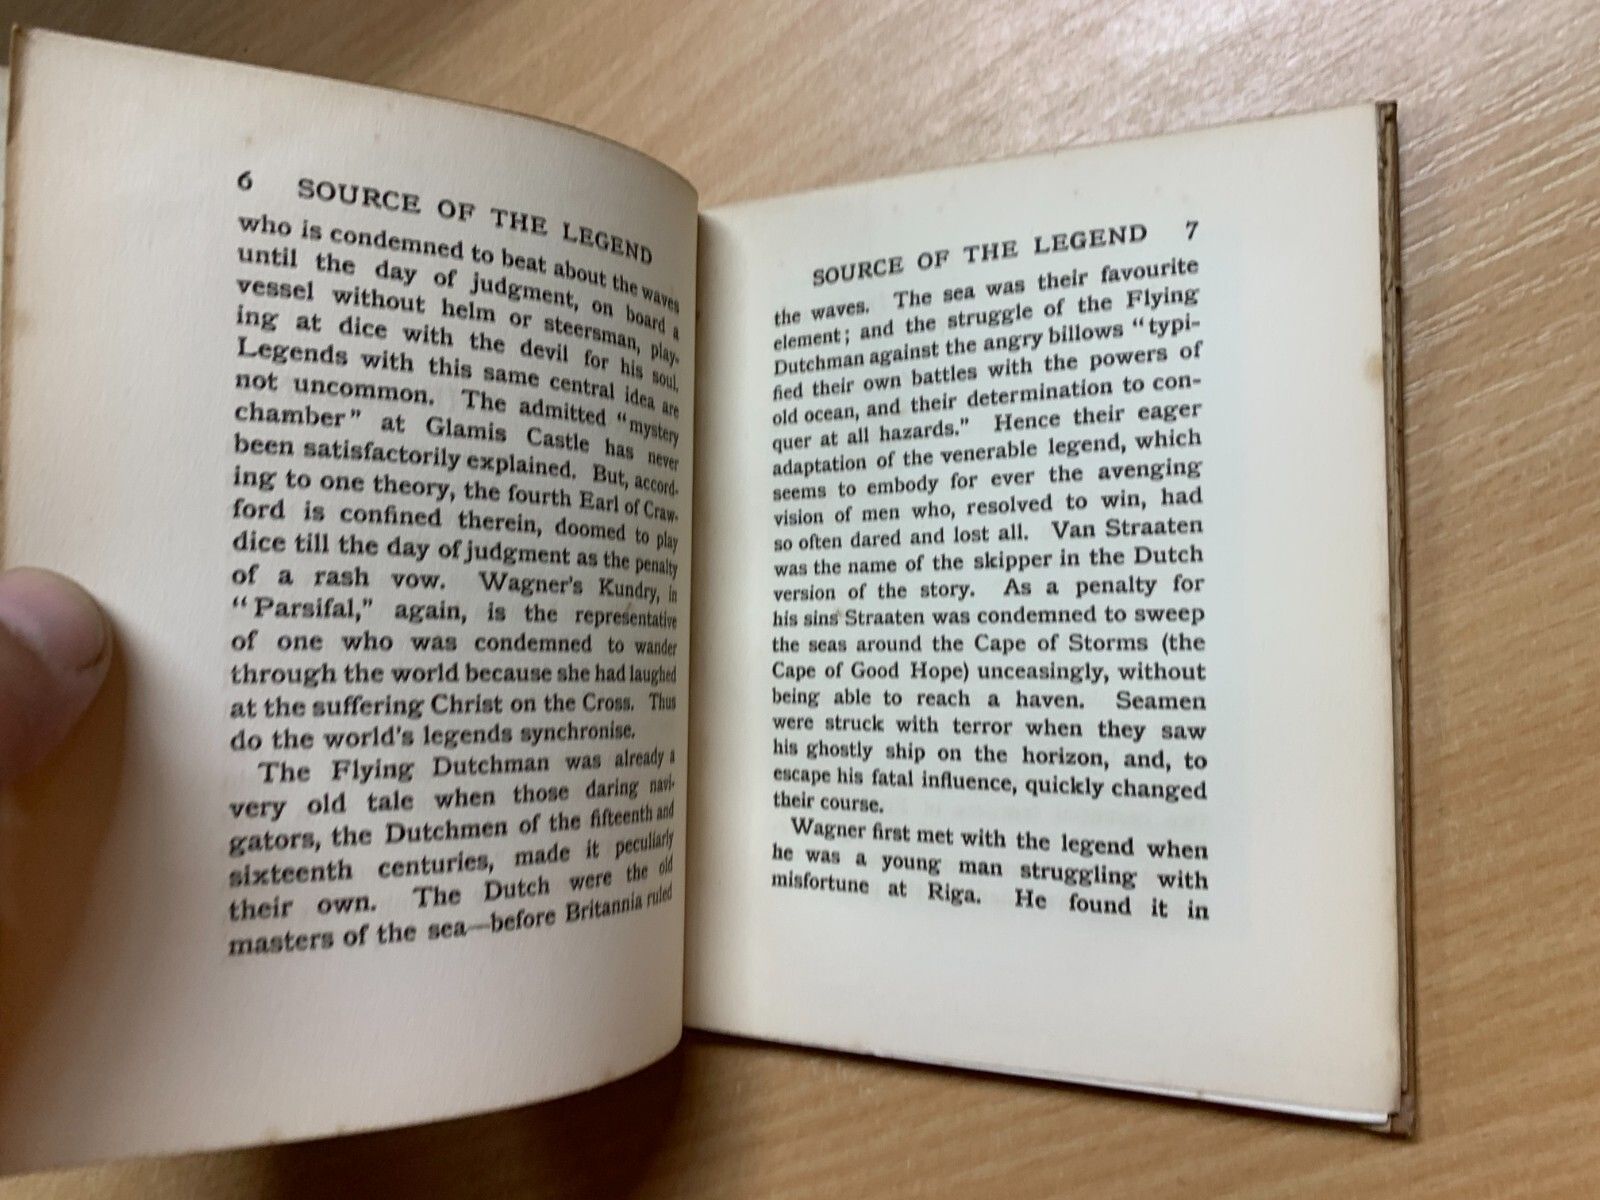 6 SOURCE OF THE LEGEND
who is condemned to beat about the waves
until the day of judgment, on board a
vessel without helm or steersman, play-
ing at dice with the devil for his soul.
Legends with this same central idea are
not uncommon. The admitted “mystery
chamber” at Glamis Castle has never
been satisfactorily explained. But, accord-
ing to one theory, the fourth Earl of Craw-
ford is confined therein, doomed to play
dice till the day of judgment as the penalty
of a rash vow. Wagner's Kundry, in
“Parsifal,” again, is the representative
of one who was condemned to wander
through the world because she had laughed
at the suffering Christ on the Cross. Thus
do the world's legends synchronise.
The Flying Dutchman was already a
very old tale when those daring navi-
gators, the Dutchmen of the fifteenth and
sixteenth centuries, made it peculiarly
their own. The Dutch were the old
masters of the sea—before Britannia ruled
SOURCE OF THE LEGEND 7
the waves. The sea was their favourite
element; and the struggle of the Flying
Dutchman against the angry billows “typi-
fied their own battles with the powers of
old ocean, and their determination to con-
quer at all hazards.” Hence their eager
adaptation of the venerable legend, which
seems to embody for ever the avenging
vision of men who, resolved to win, had
so often dared and lost all. Van Straaten
was the name of the skipper in the Dutch
version of the story. As a penalty for
his sins Straaten was condemned to sweep
the seas around the Cape of Storms (the
Cape of Good Hope) unceasingly, without
being able to reach a haven. Seamen
were struck with terror when they saw
his ghostly ship on the horizon, and, to
escape his fatal influence, quickly changed
their course.
Wagner first met with the legend when
he was a young man struggling with
misfortune at Riga. He found it in